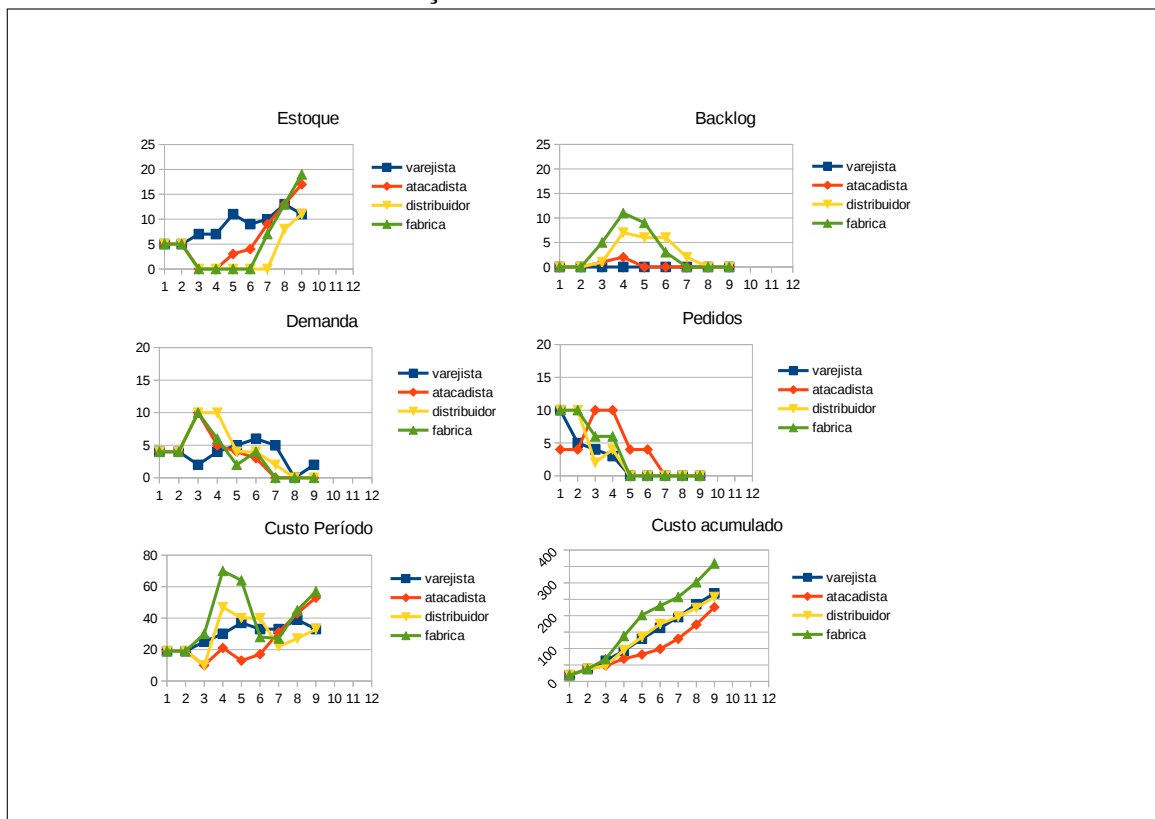 Estoque
25
20
15
10
5
0
1 2 3 4 5 6 7 8 9 10 11 12
varejista
atacadista
distribuidor
fabrica
Backlog
25
20
15
10
5
0
1 2 3 4 5 6 7 8 9 10 11 12
varejista
atacadista
distribuidor
fabrica
Demanda
20
15
10
5
0
1 2 3 4 5 6 7 8 9 10 11 12
varejista
atacadista
distribuidor
fabrica
Pedidos
20
15
10
5
0
1 2 3 4 5 6 7 8 9 10 11 12
varejista
atacadista
distribuidor
fabrica
Custo Período
80
60
40
20
0
1 2 3 4 5 6 7 8 9 10 11 12
varejista
atacadista
distribuidor
fabrica
Custo acumulado
400
300
200
100
0
1 2 3 4 5 6 7 8 9 10 11 12
varejista
atacadista
distribuidor
fabrica